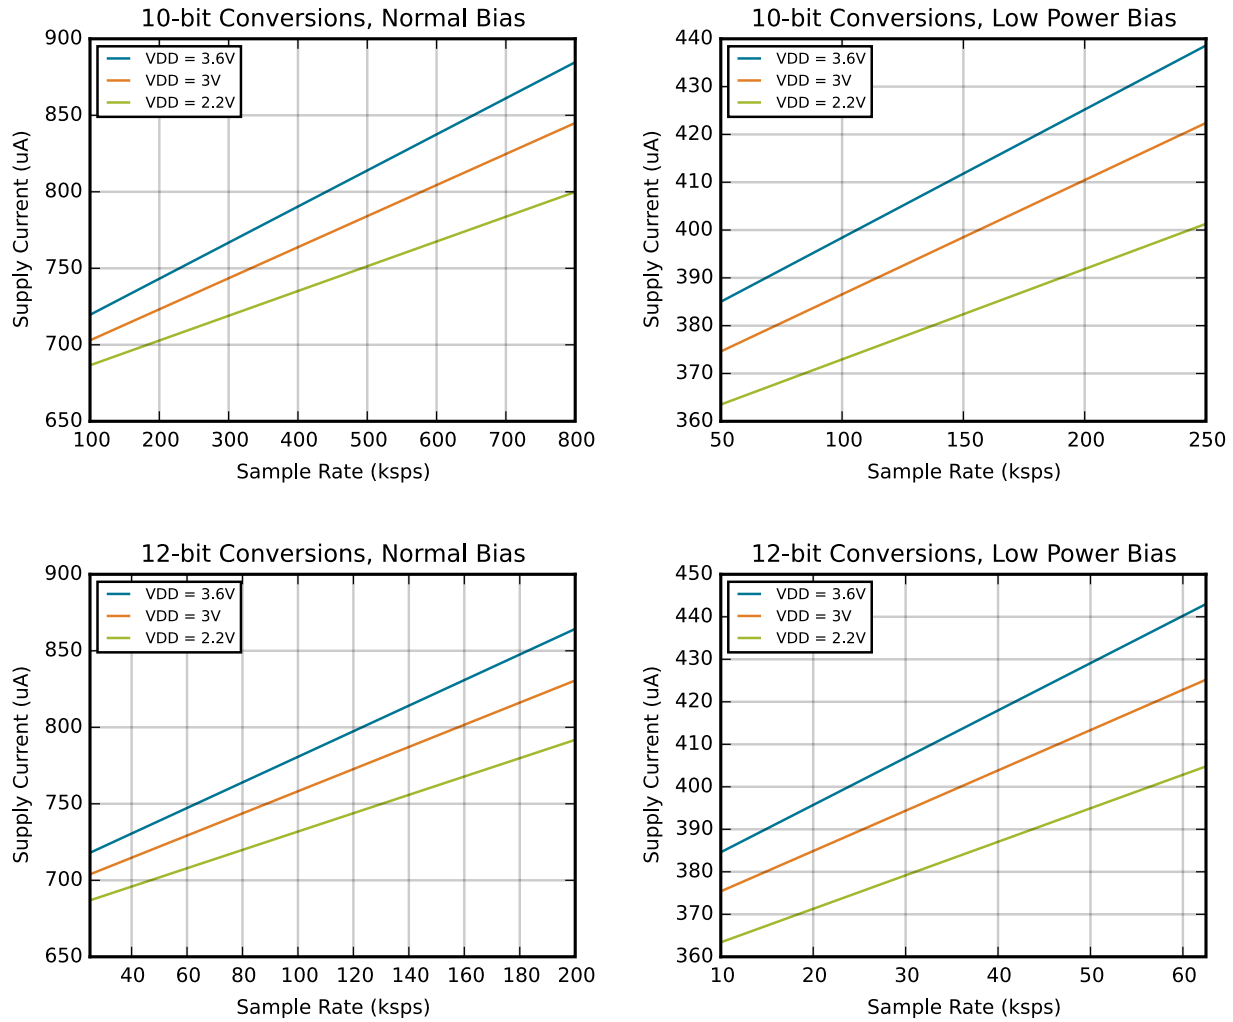 10-bit Conversions, Normal Bias
900
850
800
750
700
650
Supply Current (uA)
VDD = 3.6V
VDD = 3V
VDD = 2.2V
100 200 300 400 500 600 700 800
Sample Rate (ksps)
10-bit Conversions, Low Power Bias
440
430
420
410
400
390
380
370
360
Supply Current (uA)
VDD = 3.6V
VDD = 3V
VDD = 2.2V
50 100 150 200 250
Sample Rate (ksps)
12-bit Conversions, Normal Bias
900
850
800
750
700
650
Supply Current (uA)
VDD = 3.6V
VDD = 3V
VDD = 2.2V
40 60 80 100 120 140 160 180 200
Sample Rate (ksps)
12-bit Conversions, Low Power Bias
450
440
430
420
410
400
390
380
370
360
Supply Current (uA)
VDD = 3.6V
VDD = 3V
VDD = 2.2V
10 20 30 40 50 60
Sample Rate (ksps)